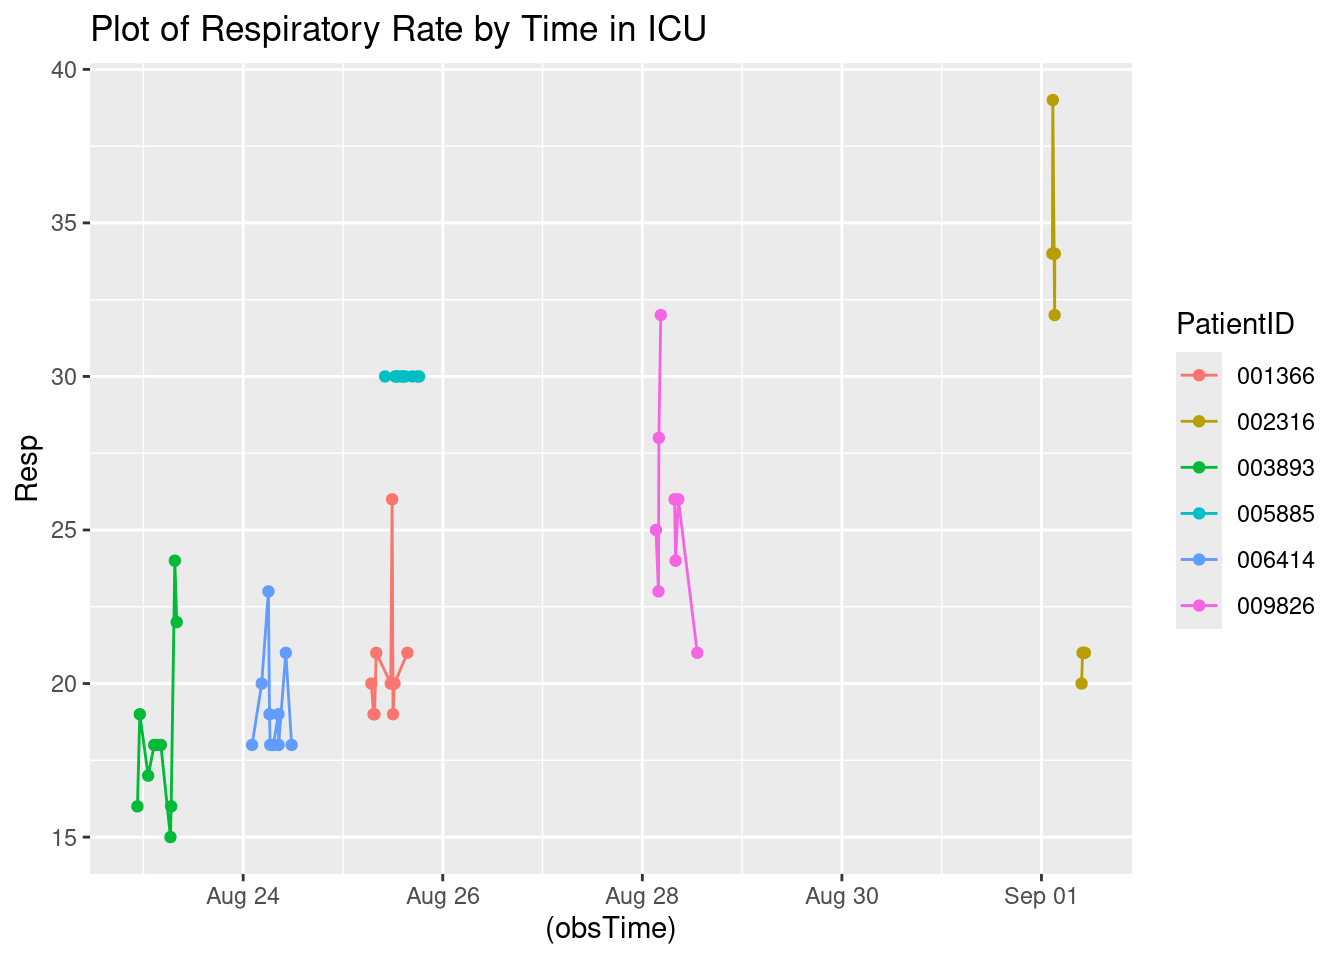 Plot of Respiratory Rate by Time in ICU
40
35
30
25
20
15
Resp
Aug 24
Aug 26
Aug 28
Aug 30
Sep 01
(obsTime)
PatientID
001366
002316
003893
005885
006414
009826